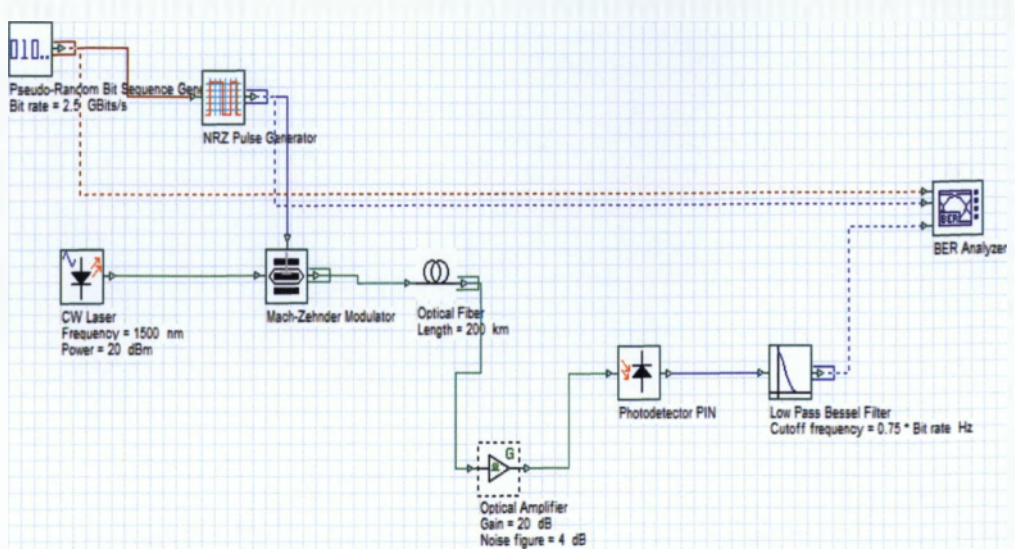 010..
Pseudo-Random Bit Sequence Gene
Bit rate = 2.5 GBits/s
NRZ Pulse Generator
BER
BER Analyzer
CW Laser
Frequency = 1500 nm
Power = 20 dBm
Mach-Zehnder Modulator
Optical Fiber
Length = 200 km
Photodetector PIN
Low Pass Bessel Filter
Cutoff frequency = 0.75 * Bit rate Hz
G
Optical Amplifier
Gain = 20 dB
Noise figure = 4 dB